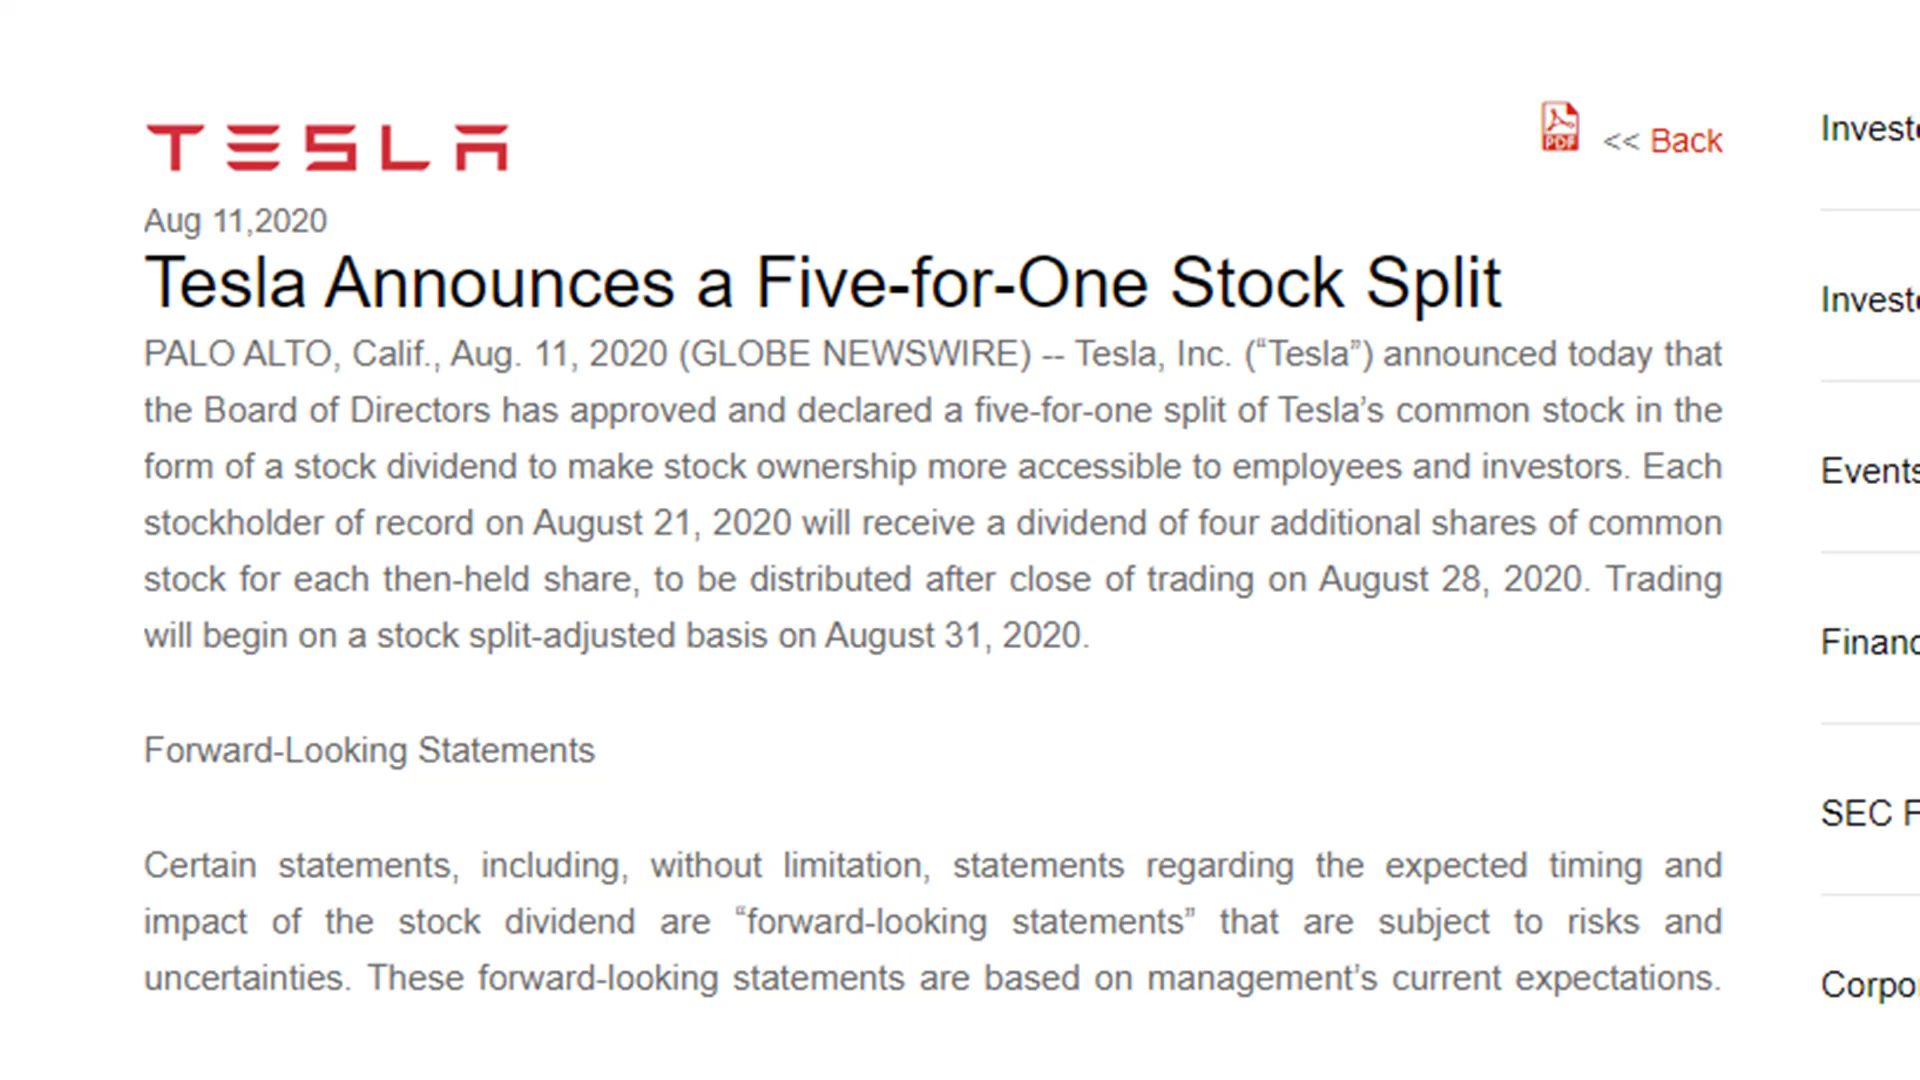 TESLA
PDF << Back
Aug 11,2020
Tesla Announces a Five-for-One Stock Split
PALO ALTO, Calif., Aug. 11, 2020 (GLOBE NEWSWIRE) -- Tesla, Inc. (“Tesla”) announced today that
the Board of Directors has approved and declared a five-for-one split of Tesla’s common stock in the
form of a stock dividend to make stock ownership more accessible to employees and investors. Each
stockholder of record on August 21, 2020 will receive a dividend of four additional shares of common
stock for each then-held share, to be distributed after close of trading on August 28, 2020. Trading
will begin on a stock split-adjusted basis on August 31, 2020.
Forward-Looking Statements
Certain statements, including, without limitation, statements regarding the expected timing and
impact of the stock dividend are “forward-looking statements” that are subject to risks and
uncertainties. These forward-looking statements are based on management’s current expectations.
Investe
Investe
Events
Financ
SEC F
Corpor